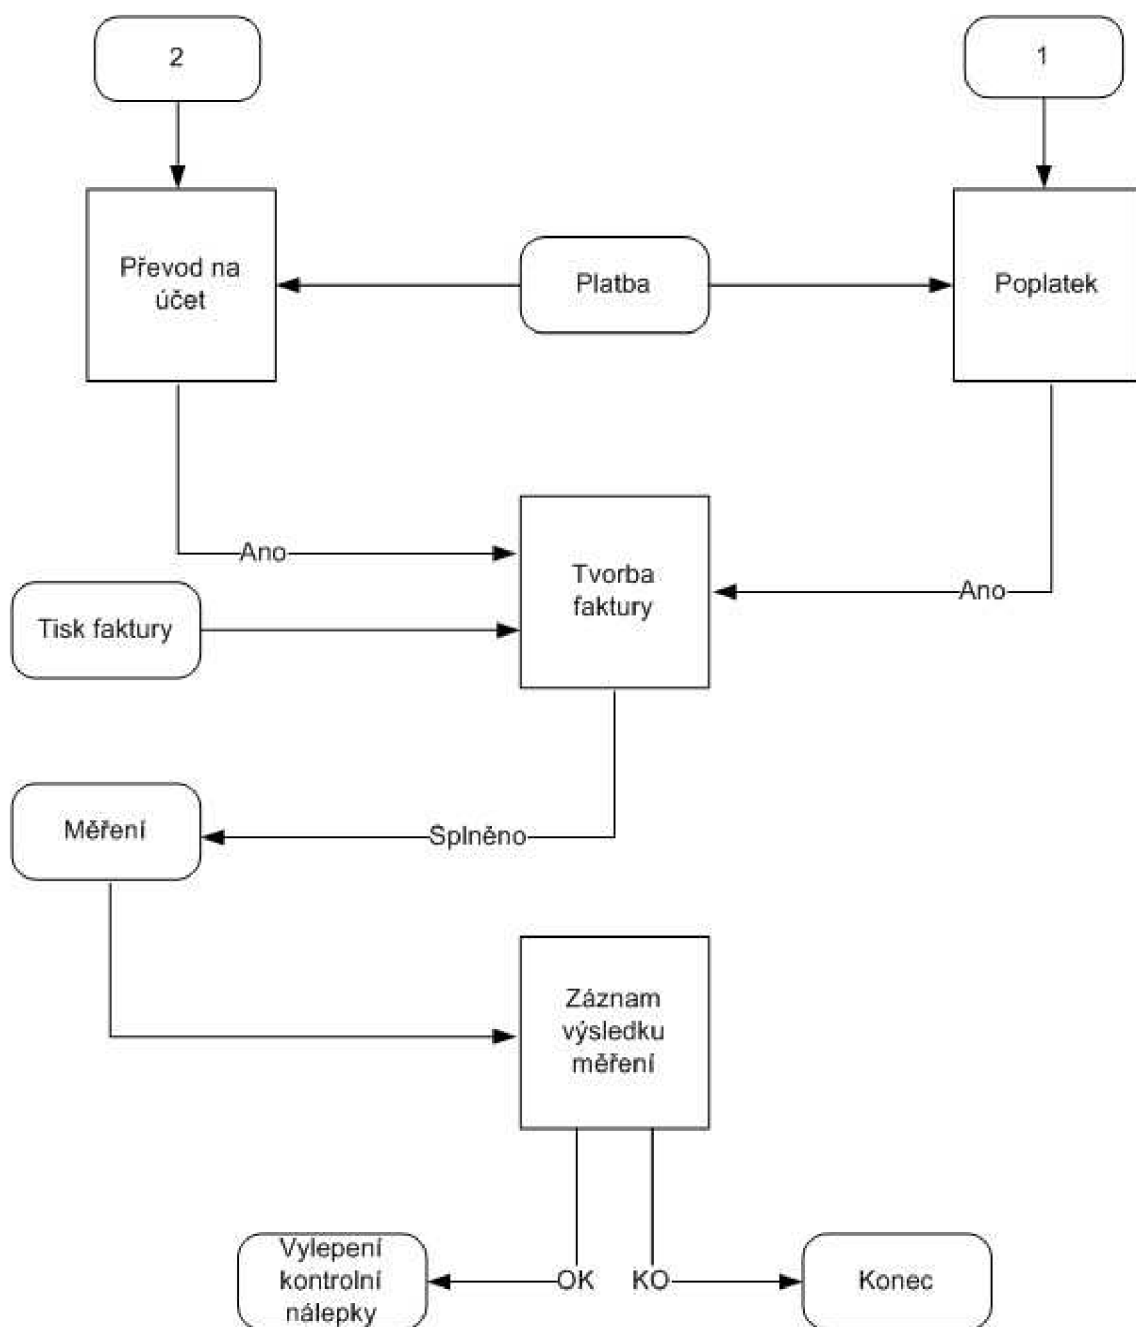 2
1
Převod na
účet
Platba
Poplatek
Ano
Tvorba
faktury
Ano
Tisk faktury
Měření
Splněno
Záznam
výsledku
měření
Vylepení
kontrolní
nálepky
OK
KO
Konec